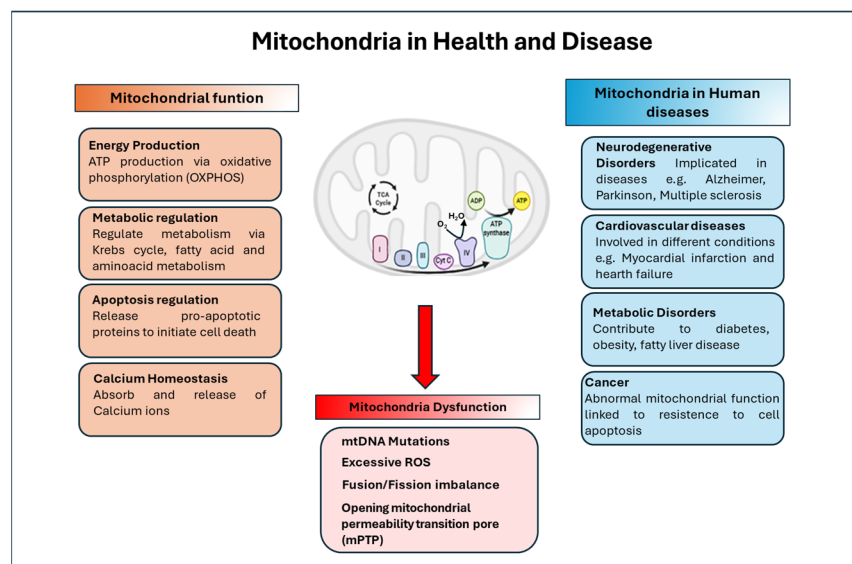 Mitochondria in Health and Disease
Mitochondrial funtion
Energy Production
ATP production via oxidative
phosphorylation (OXPHOS)
Metabolic regulation
Regulate metabolism via
Krebs cycle, fatty acid and
aminoacid metabolism
Apoptosis regulation
Release pro-apoptotic
proteins to initiate cell death
Calcium Homeostasis
Absorb and release of
Calcium ions
TCA
Cycle
ADP
ATP
H₂O
O₂
ATP
synthase
I
II
III
Cyt C
IV
Mitochondria Dysfunction
mtDNA Mutations
Excessive ROS
Fusion/Fission imbalance
Opening mitochondrial
permeability transition pore
(mPTP)
Mitochondria in Human
diseases
Neurodegenerative
Disorders Implicated in
diseases e.g. Alzheimer,
Parkinson, Multiple sclerosis
Cardiovascular diseases
Involved in different conditions
e.g. Myocardial infarction and
hearth failure
Metabolic Disorders
Contribute to diabetes,
obesity, fatty liver disease
Cancer
Abnormal mitochondrial function
linked to resistence to cell
apoptosis